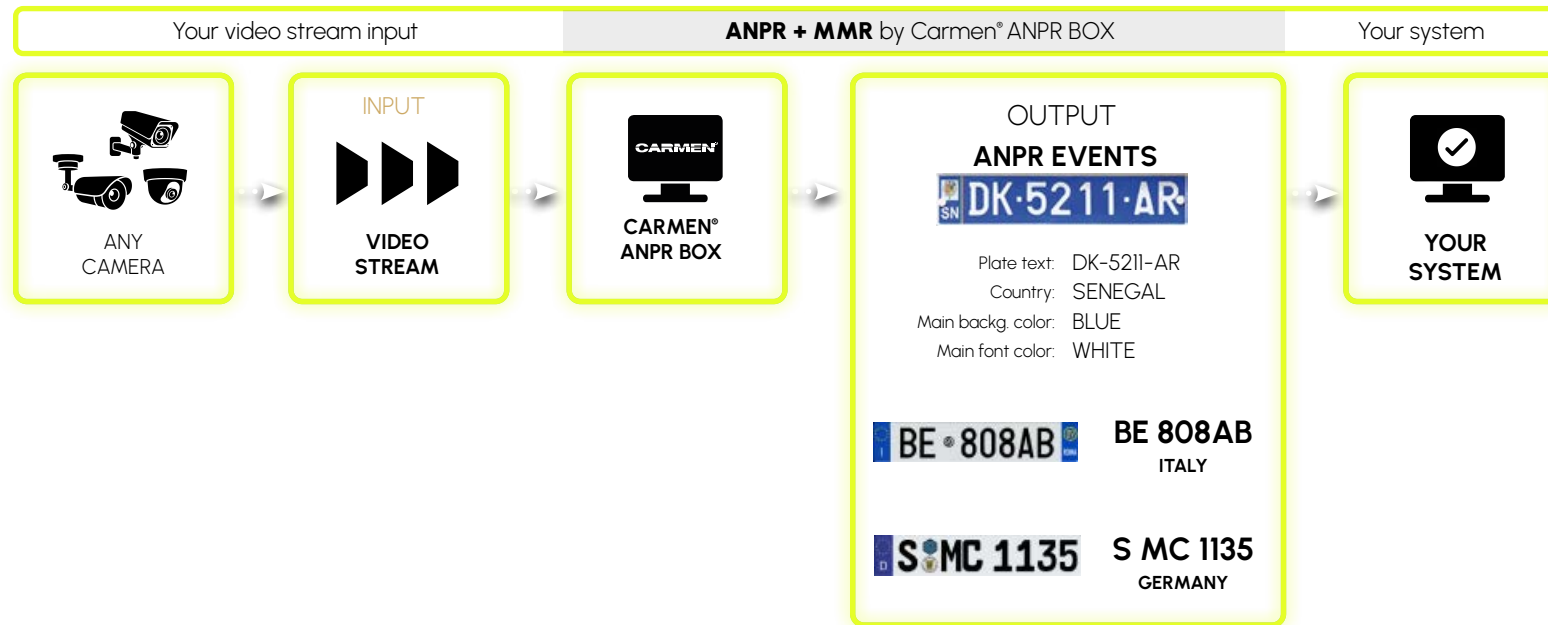 Your video stream input
ANPR + MMR by Carmen® ANPR BOX
Your system
ANY
CAMERA
INPUT
VIDEO
STREAM
CARMEN®
CARMEN®
ANPR BOX
OUTPUT
ANPR EVENTS
SN DK·5211·AR
Plate text: DK-5211-AR
Country: SENEGAL
Main backg. color: BLUE
Main font color: WHITE
I BE 808AB ROMA
BE 808AB
ITALY
D S MC 1135
S MC 1135
GERMANY
YOUR
SYSTEM